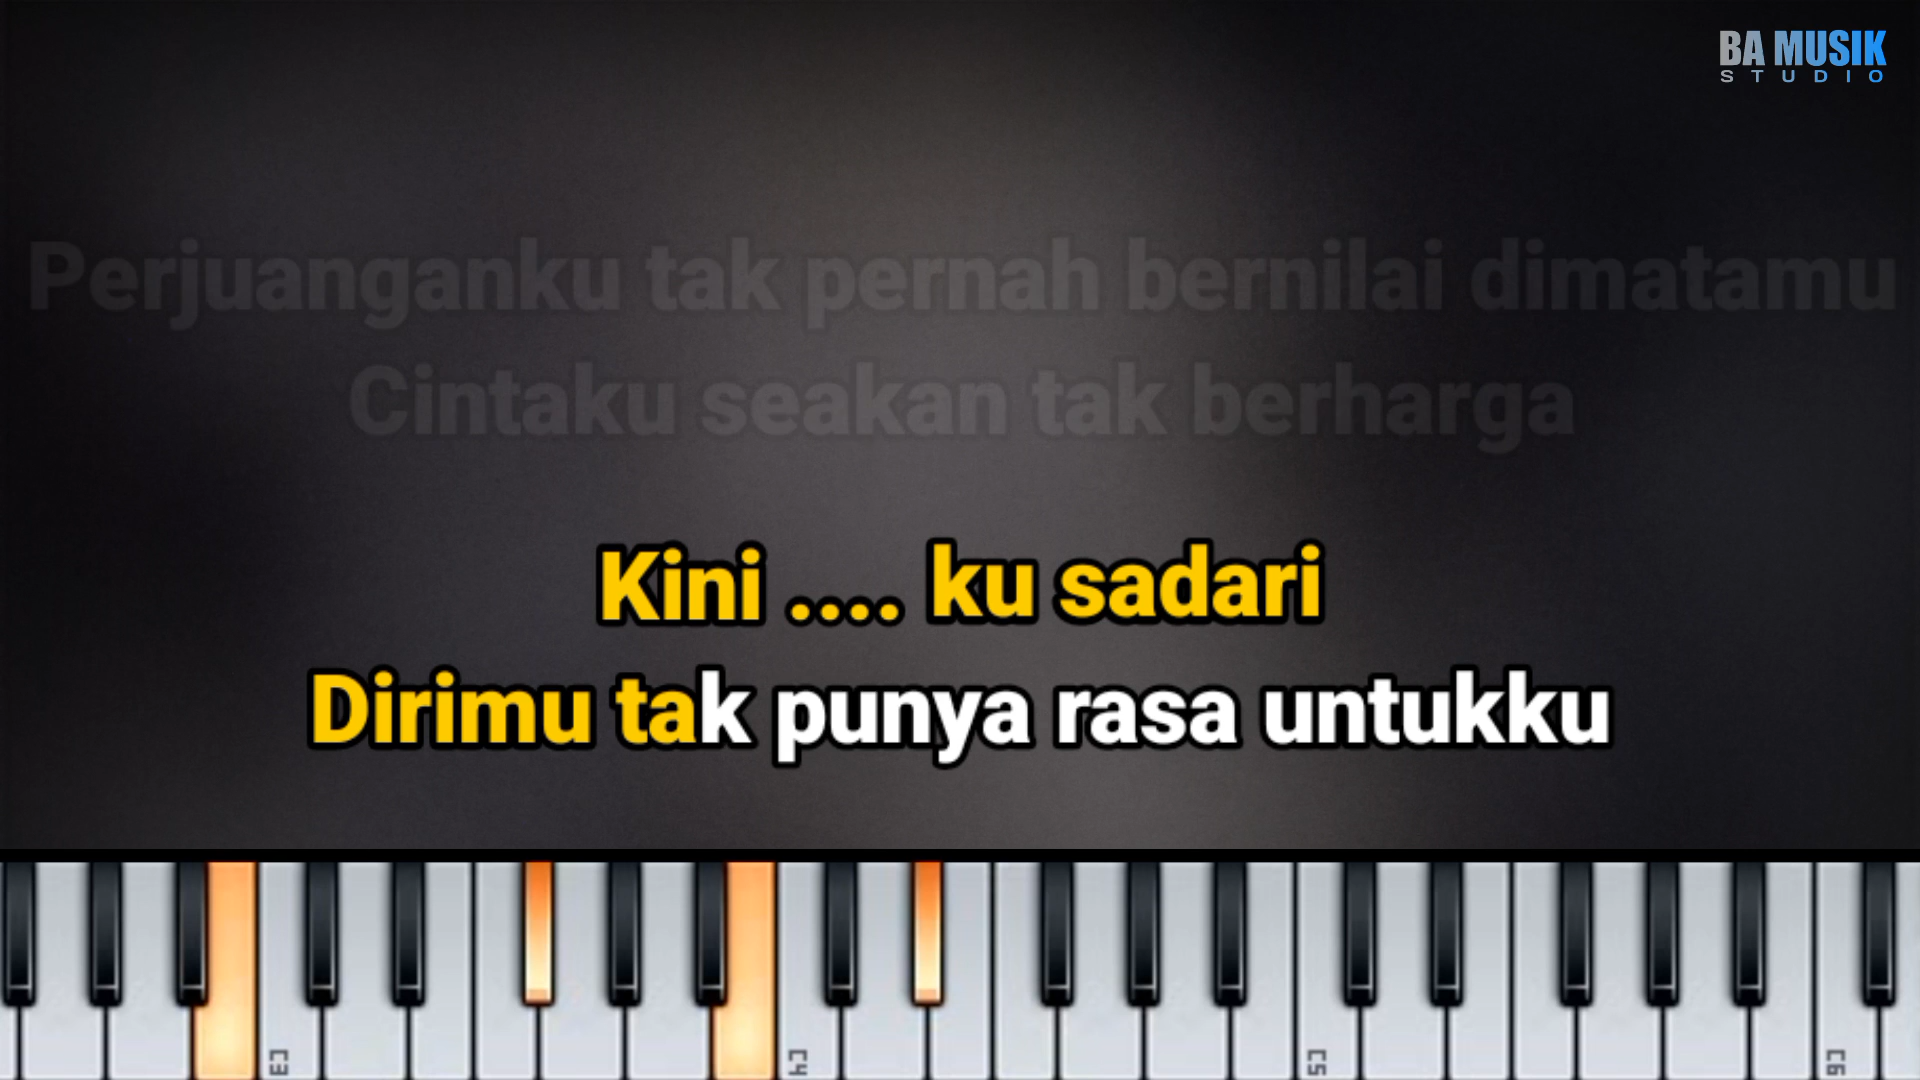 BA MUSIK
STUDIO
Perjuanganku tak pernah bernilai dimatamu
Cintaku seakan tak berharga
Kini .... ku sadari
Dirimu tak punya rasa untukku
C3 C4 C5 C6